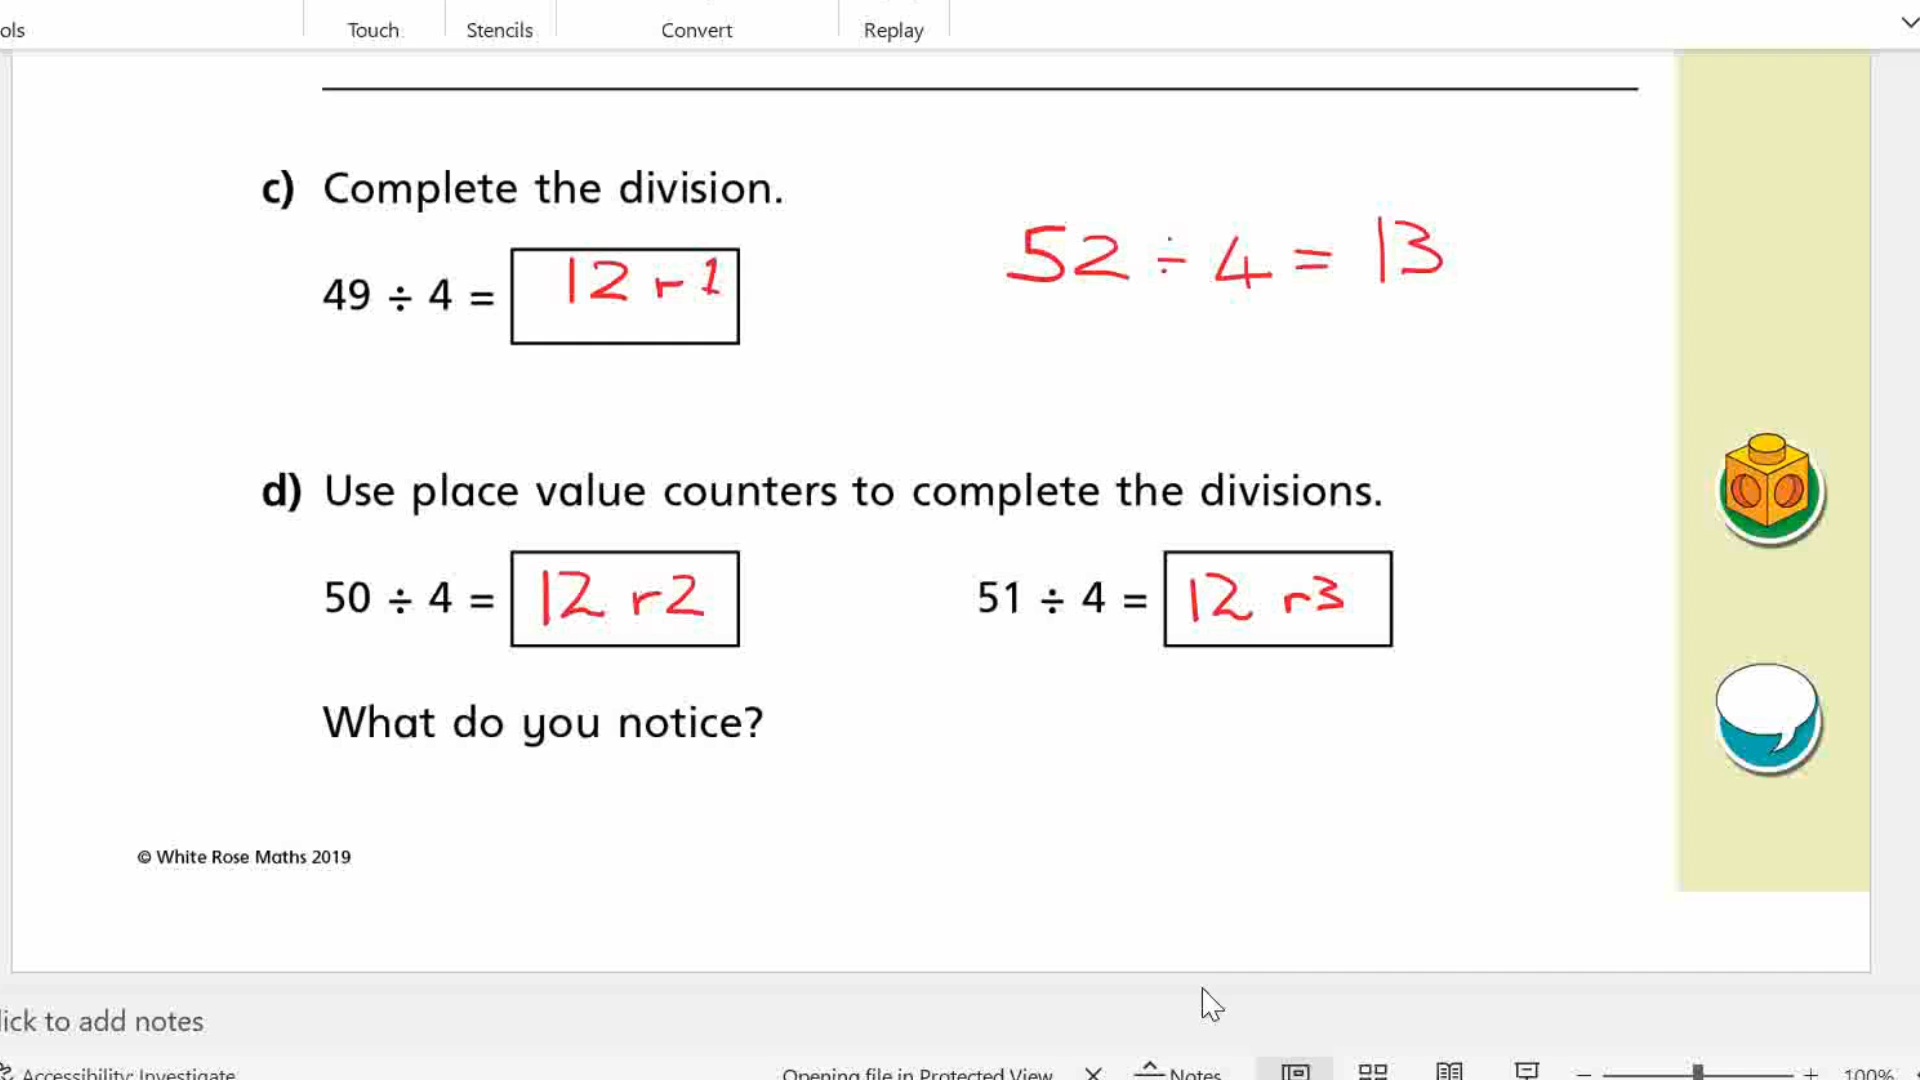 ols
Touch Stencils Convert Replay
c) Complete the division.
52 ÷ 4 = 13
49 ÷ 4 = 12 r 1
d) Use place value counters to complete the divisions.
50 ÷ 4 = 12 r2 51 ÷ 4 = 12 r3
What do you notice?
© White Rose Maths 2019
lick to add notes
Accessibility: Investigate Opening file in Protected View Notes 100%